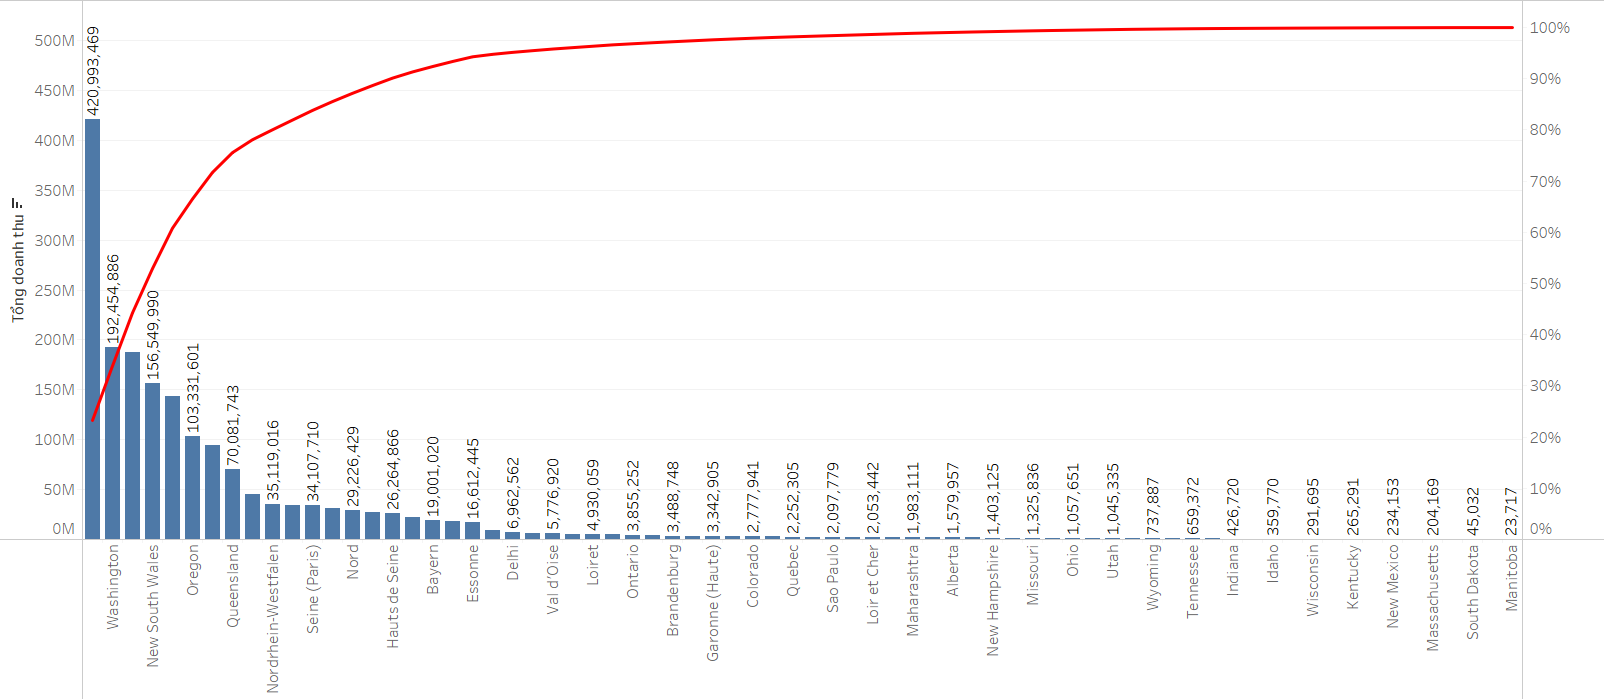 Tổng doanh thu
500M
450M
400M
350M
300M
250M
200M
150M
100M
50M
0M
100%
90%
80%
70%
60%
50%
40%
30%
20%
10%
0%
420,993,469
192,454,886
156,549,990
103,331,601
70,081,743
35,119,016
34,107,710
29,226,429
26,264,866
19,001,020
16,612,445
6,962,562
5,776,920
4,930,059
3,855,252
3,488,748
3,342,905
2,777,941
2,252,305
2,097,779
2,053,442
1,983,111
1,579,957
1,403,125
1,325,836
1,057,651
1,045,335
737,887
659,372
426,720
359,770
291,695
265,291
234,153
204,169
45,032
23,717
Washington
New South Wales
Oregon
Queensland
Nordrhein-Westfalen
Seine (Paris)
Nord
Hauts de Seine
Bayern
Essonne
Delhi
Val d'Oise
Loiret
Ontario
Brandenburg
Garonne (Haute)
Colorado
Quebec
Sao Paulo
Loir et Cher
Maharashtra
Alberta
New Hampshire
Missouri
Ohio
Utah
Wyoming
Tennessee
Indiana
Idaho
Wisconsin
Kentucky
New Mexico
Massachusetts
South Dakota
Manitoba